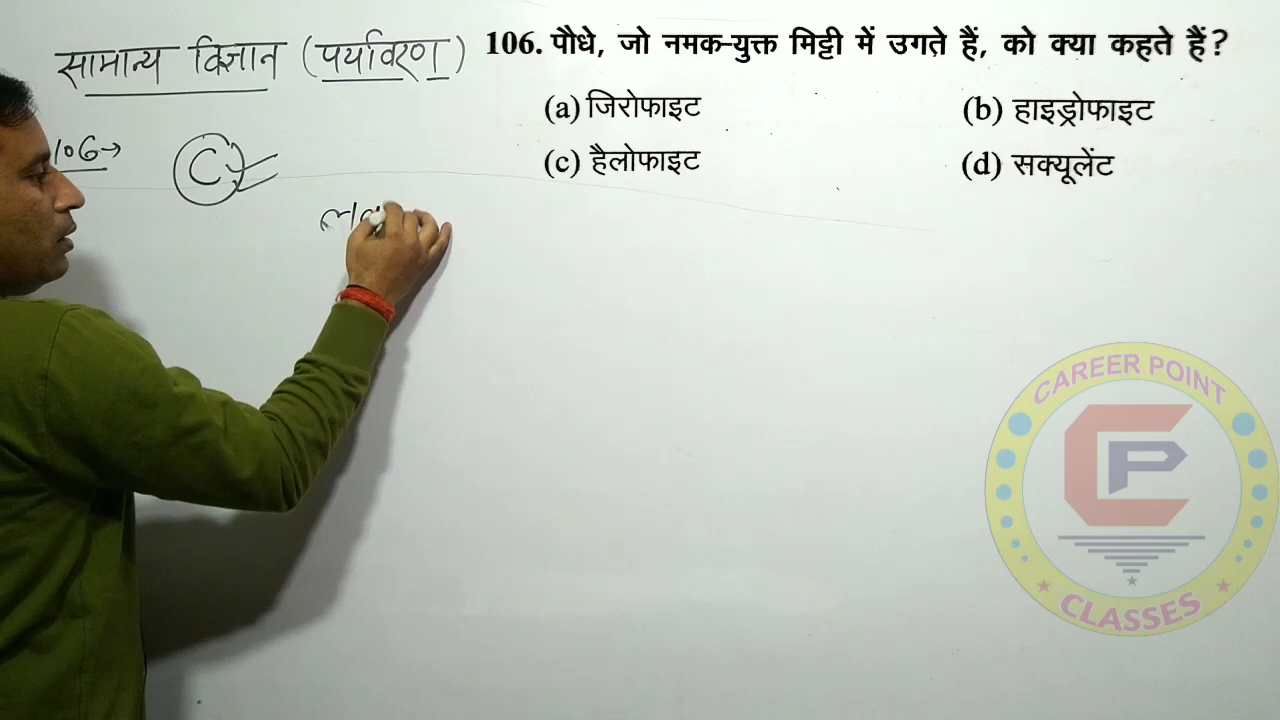 सामान्य विज्ञान (पर्यावरण)
106. पौधे, जो नमक-युक्त मिट्टी में उगते हैं, को क्या कहते हैं?
(a) जिरोफाइट
(b) हाइड्रोफाइट
(c) हैलोफाइट
(d) सक्यूलेंट
106→
C
CAREER POINT
CP
CLASSES